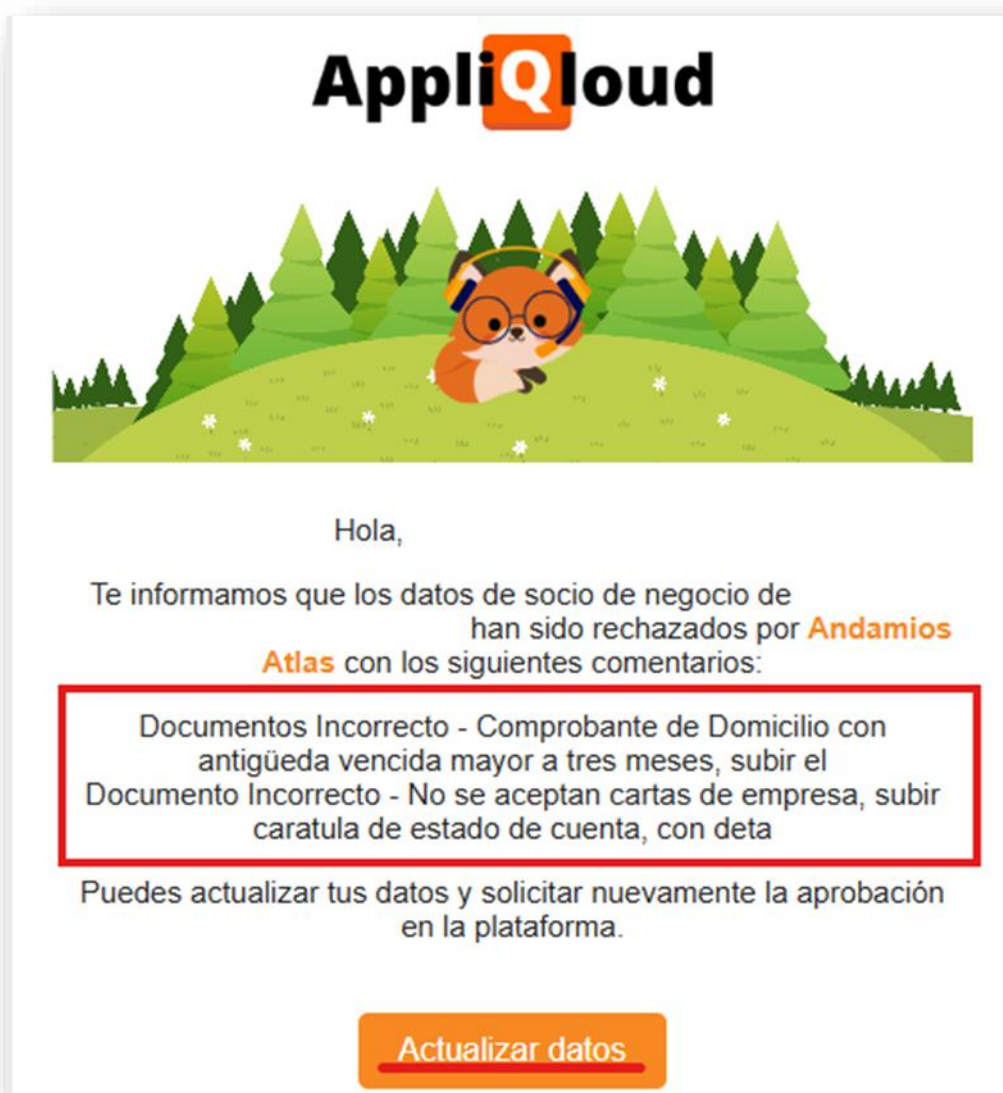 AppliQloud
Hola,
Te informamos que los datos de socio de negocio de
han sido rechazados por Andamios
Atlas con los siguientes comentarios:
Documentos Incorrecto - Comprobante de Domicilio con
antigüeda vencida mayor a tres meses, subir el
Documento Incorrecto - No se aceptan cartas de empresa, subir
caratula de estado de cuenta, con deta
Puedes actualizar tus datos y solicitar nuevamente la aprobación
en la plataforma.
Actualizar datos